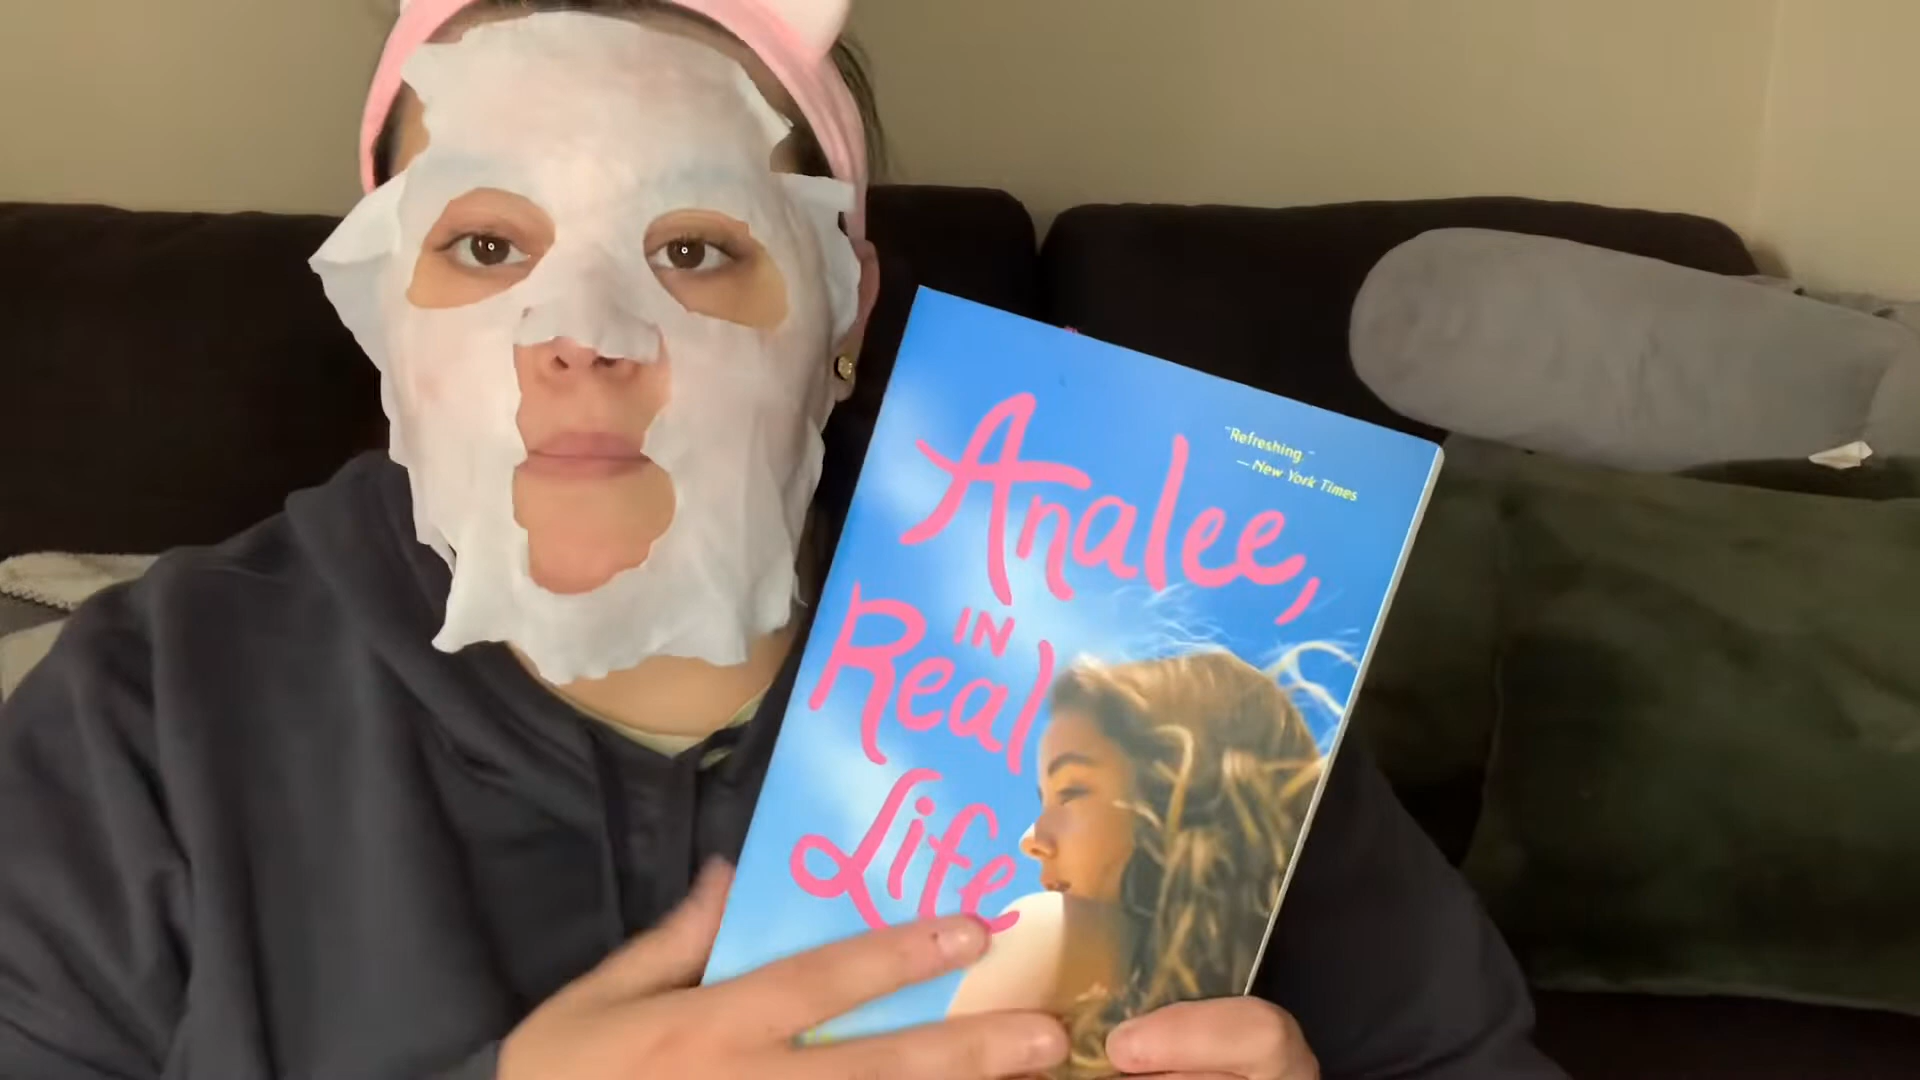 "Refreshing."
—New York Times
Analee,
IN
Real
Life